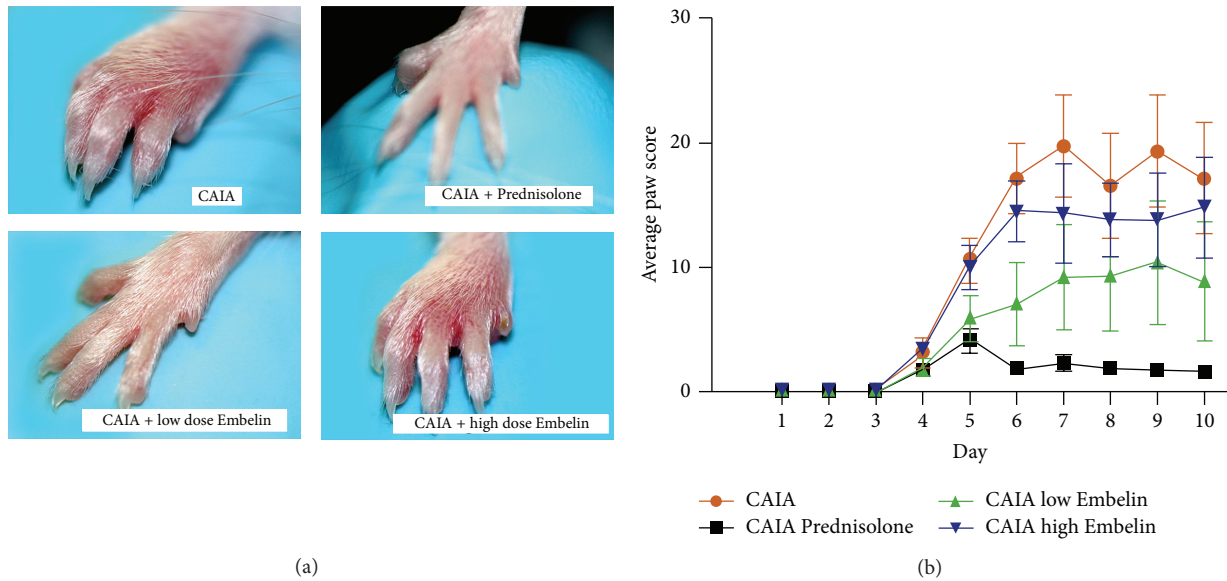 CAIA
CAIA + Prednisolone
CAIA + low dose Embelin
CAIA + high dose Embelin
(a)
Average paw score
30
20
10
0
1 2 3 4 5 6 7 8 9 10
Day
CAIA
CAIA low Embelin
CAIA Prednisolone
CAIA high Embelin
(b)